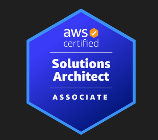 aws
certified
Solutions
Architect
ASSOCIATE